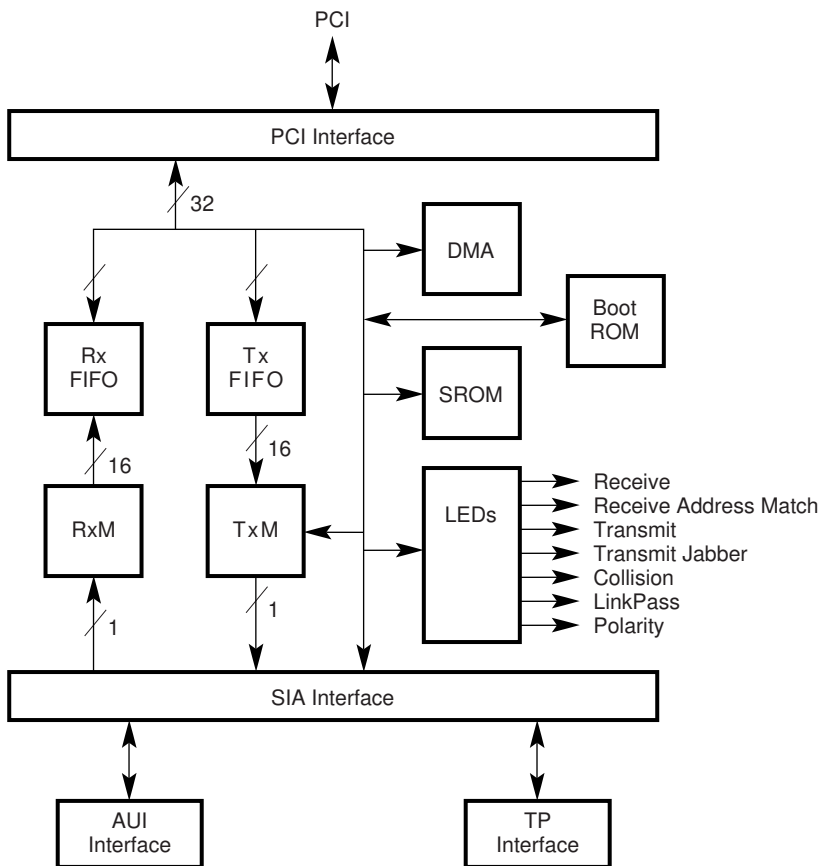 PCI
PCI Interface
32
DMA
Boot
ROM
Rx
FIFO
Tx
FIFO
SROM
16
16
RxM
TxM
LEDs
Receive
Receive Address Match
Transmit
Transmit Jabber
Collision
LinkPass
Polarity
1
1
SIA Interface
AUI
Interface
TP
Interface